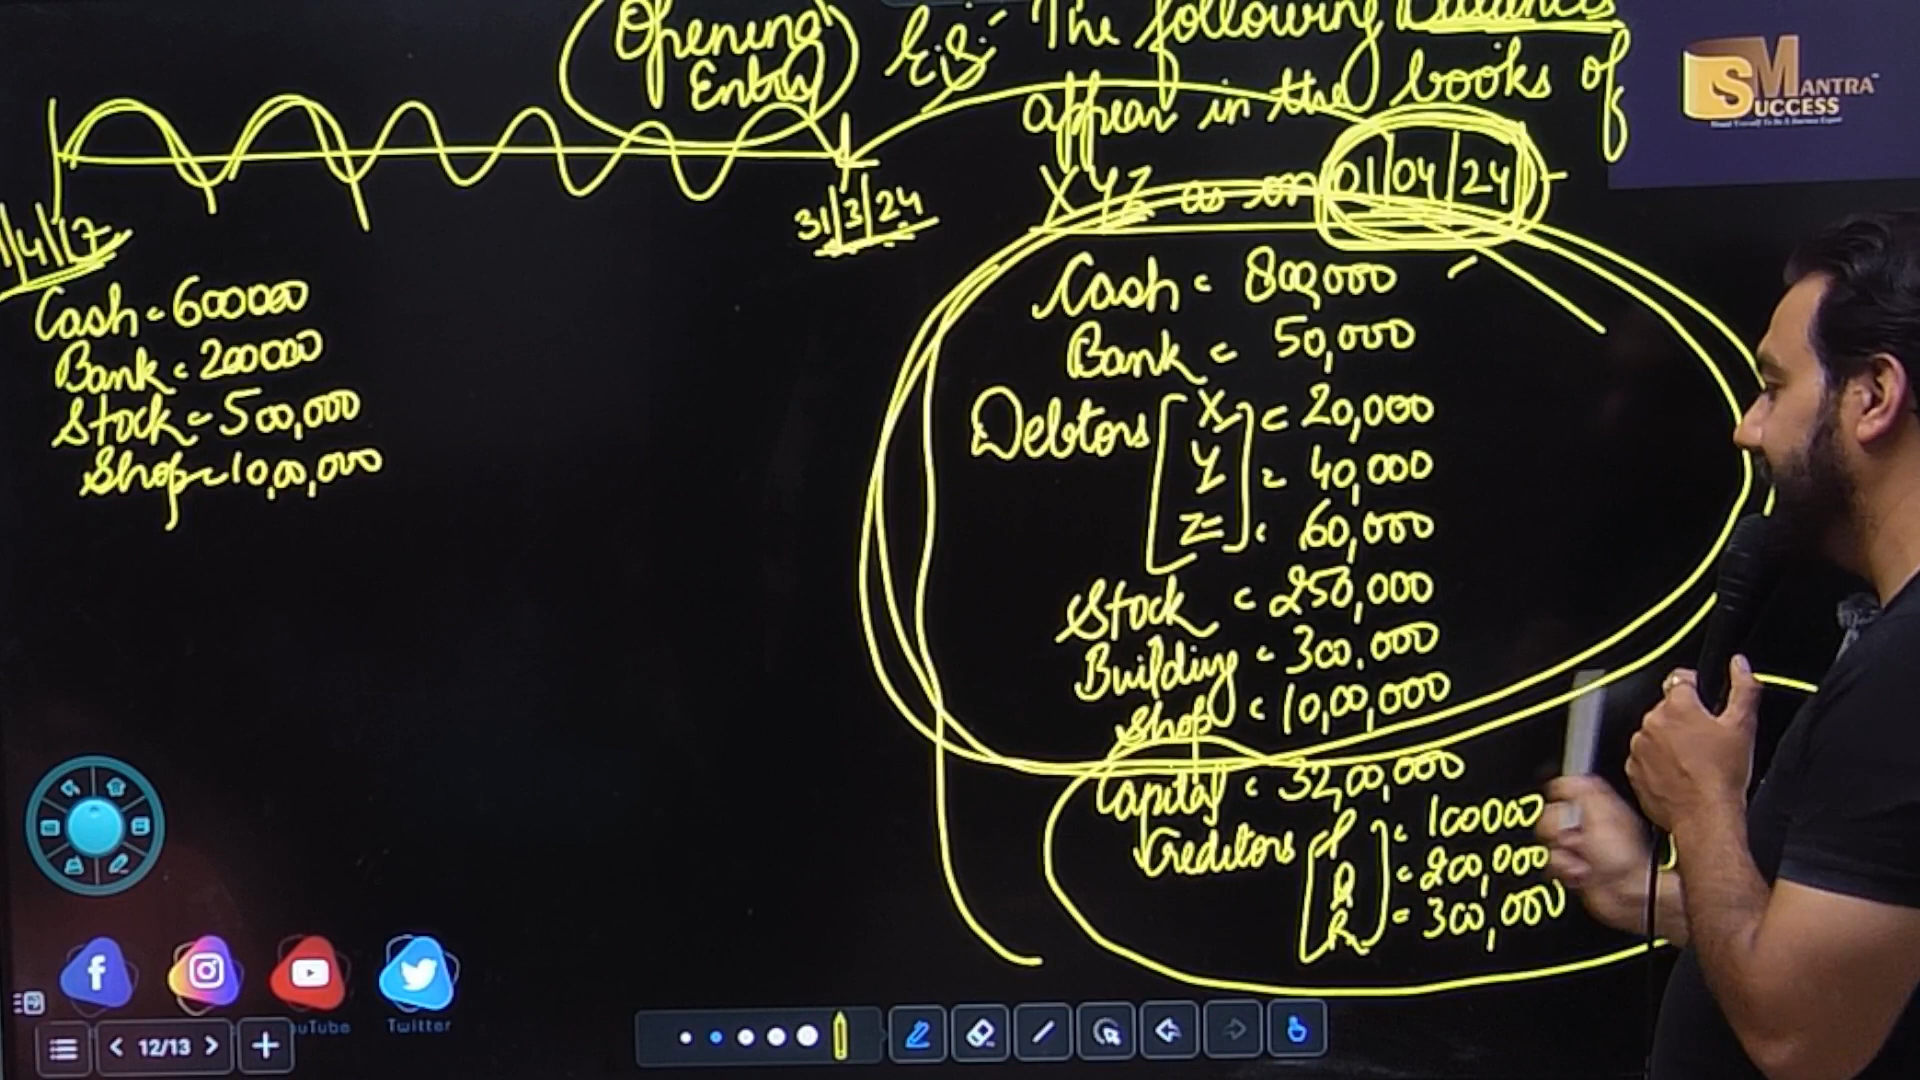 Opening
Entry
E.g:- The following Balances
appear in the books of
XYZ as on 01/04/24
1/4/17
31/3/24
Cash = 600000
Bank = 200000
Stock = 500,000
Shop = 10,00,000
Cash = 800,000
Bank = 50,000
Debtors [ X ] = 20,000
Y = 40,000
Z = 60,000
Stock = 250,000
Building = 300,000
Shop = 10,00,000
Capital = 32,00,000
Creditors [ P ] = 100000
Q = 200,000
R = 300,000
SUCCESS MANTRA
YouTube
Twitter
12/13